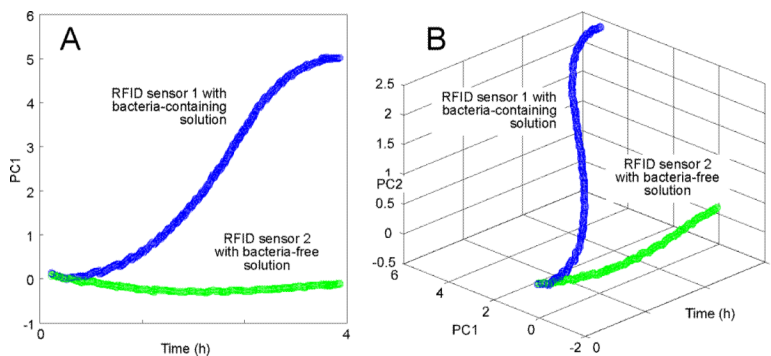 A
6
5
4
3
2
1
0
-1
PC1
RFID sensor 1 with
bacteria-containing
solution
RFID sensor 2
with bacteria-free
solution
0
4
Time (h)
B
2.5
2
1.5
1
PC2
0.5
0
-0.5
RFID sensor 1 with
bacteria-containing
solution
RFID sensor 2
with bacteria-free
solution
6
4
2
0
-2
PC1
0
Time (h)